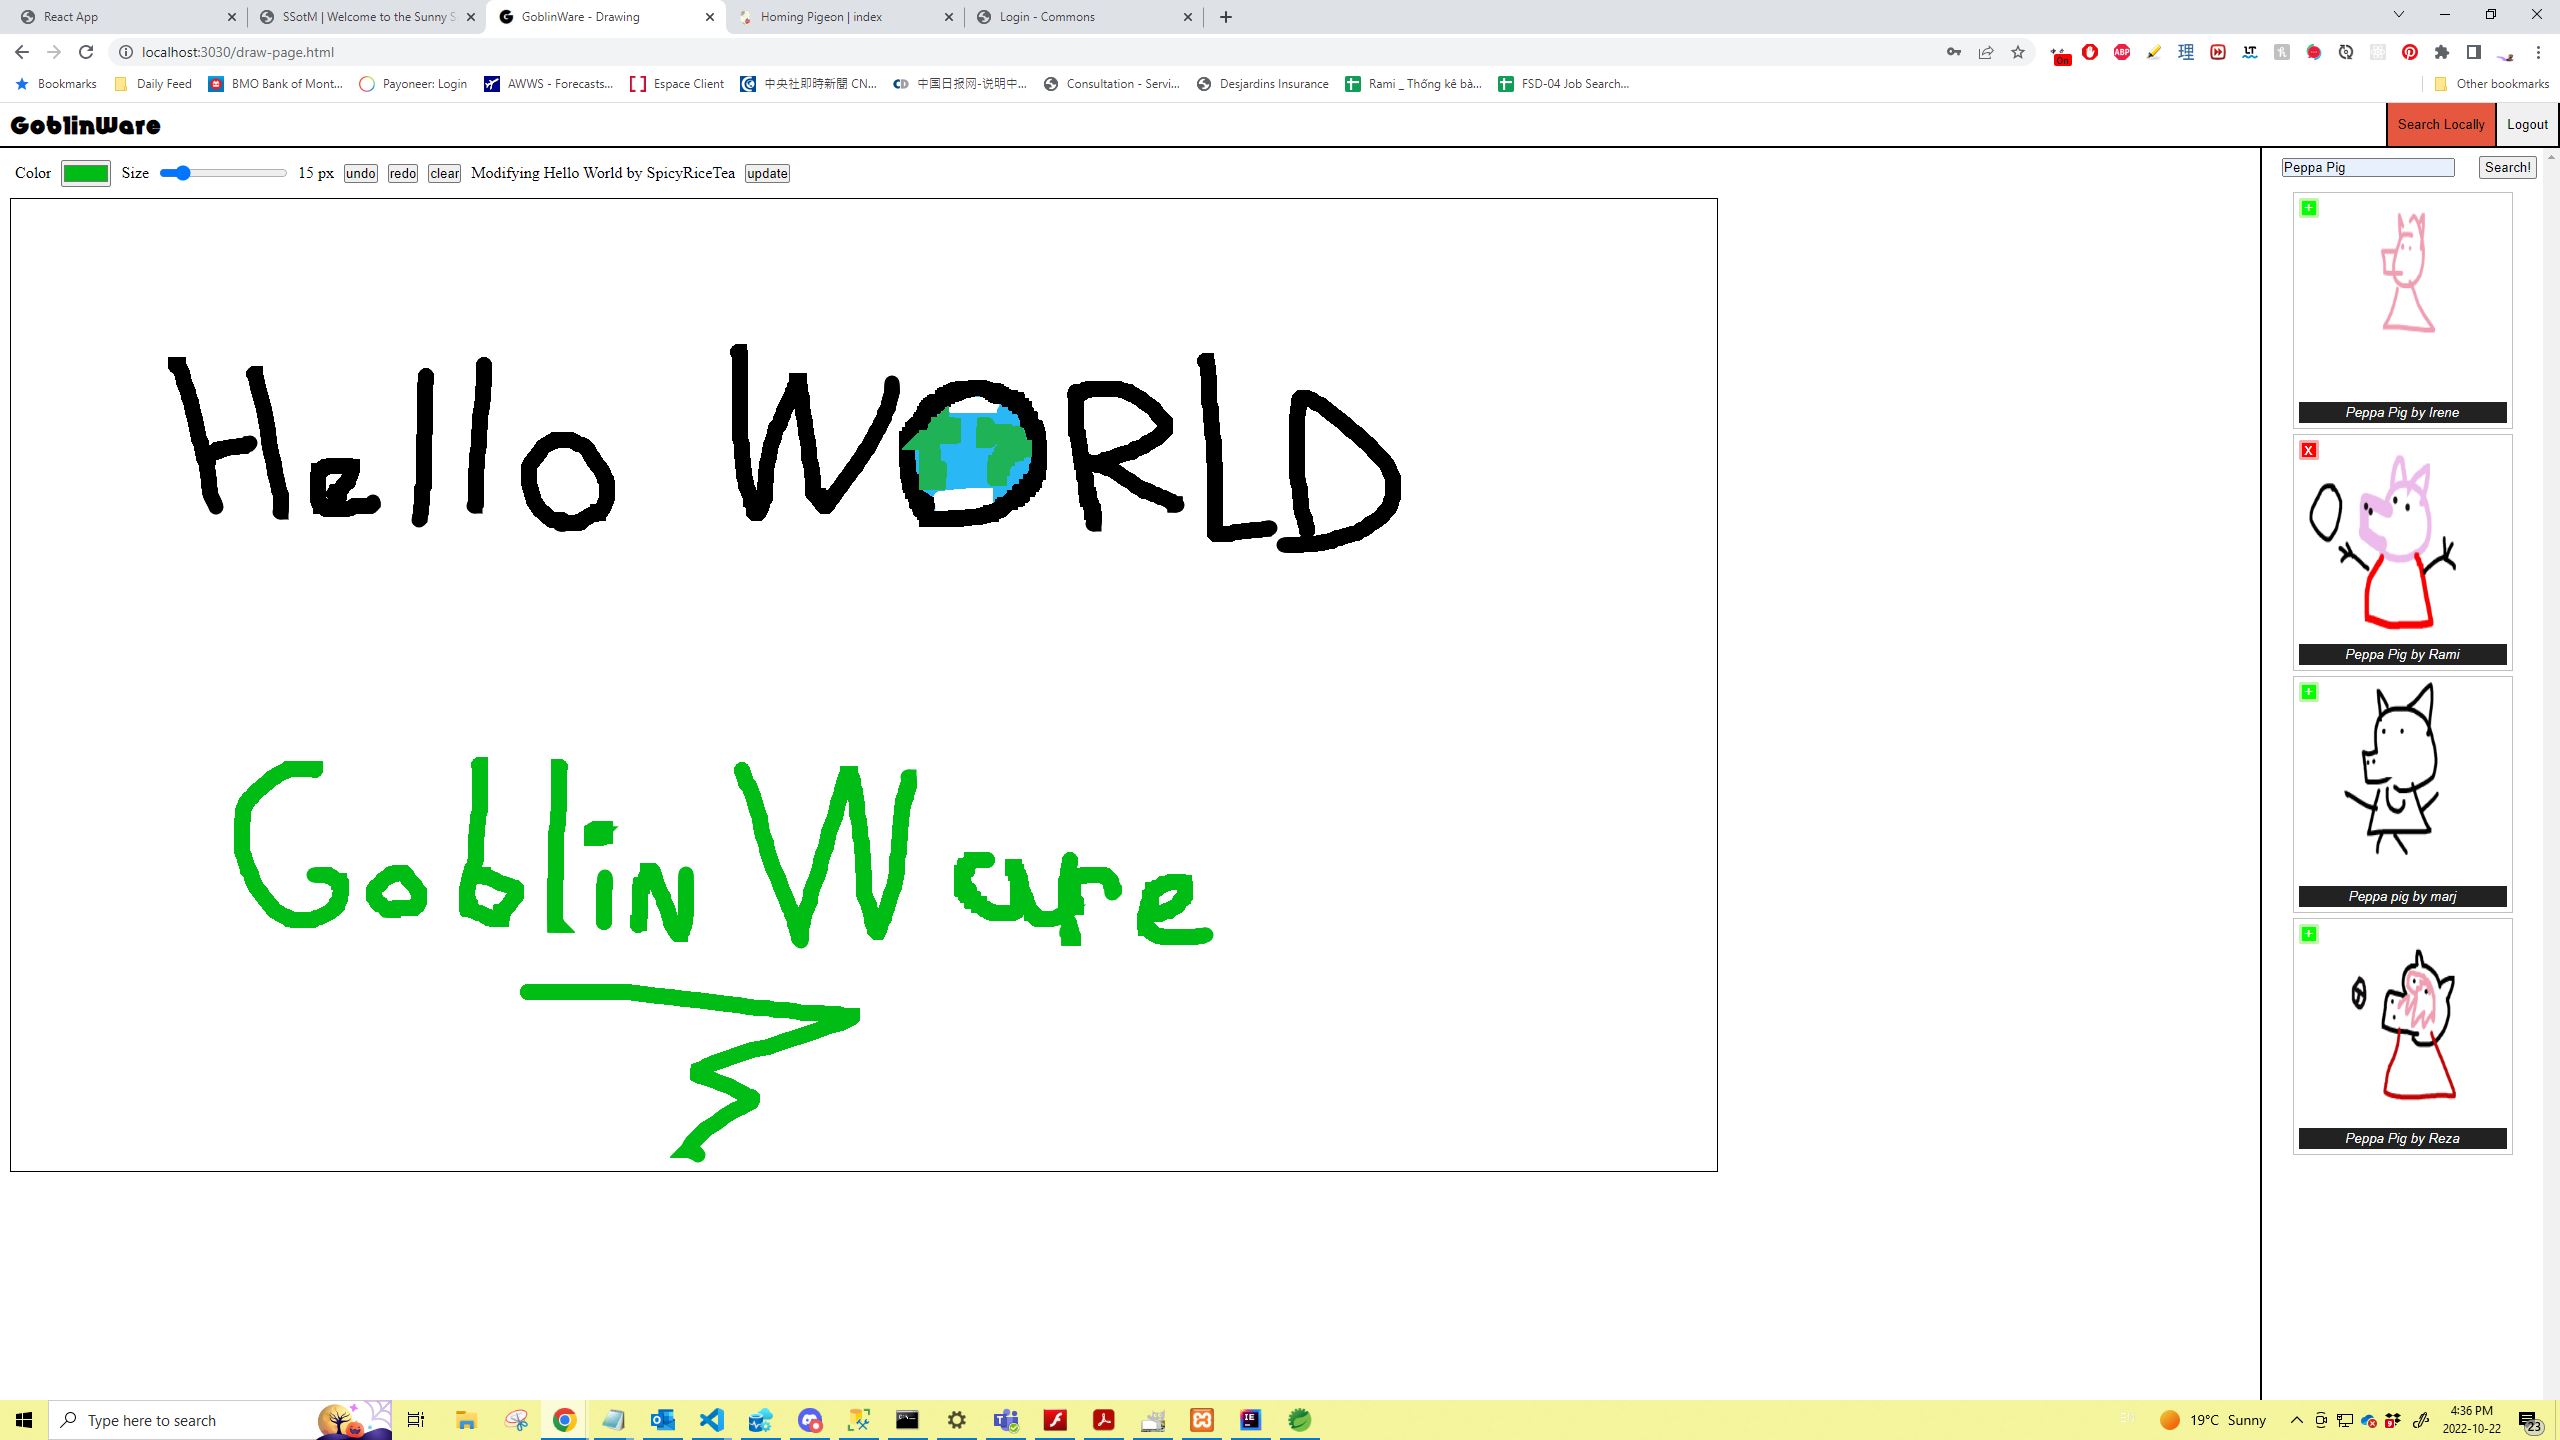 React App
SSotM | Welcome to the Sunny S
GoblinWare - Drawing
Homing Pigeon | index
Login - Commons
localhost:3030/draw-page.html
On
ABP
理
LT
Bookmarks
Daily Feed
BMO Bank of Mont...
Payoneer: Login
AWWS - Forecasts...
Espace Client
中央社即時新聞 CN...
CD
中国日报网-说明中...
Consultation - Servi...
Desjardins Insurance
Rami _ Thống kê bà...
FSD-04 Job Search...
Other bookmarks
GoblinWare
Search Locally
Logout
Color
Size
15 px
undo
redo
clear
Modifying Hello World by SpicyRiceTea
update
Peppa Pig
Search!
Hello WORLD
GoblinWare
+
Peppa Pig by Irene
X
Peppa Pig by Rami
+
Peppa pig by marj
+
Peppa Pig by Reza
Type here to search
19°C Sunny
4:36 PM
2022-10-22
23